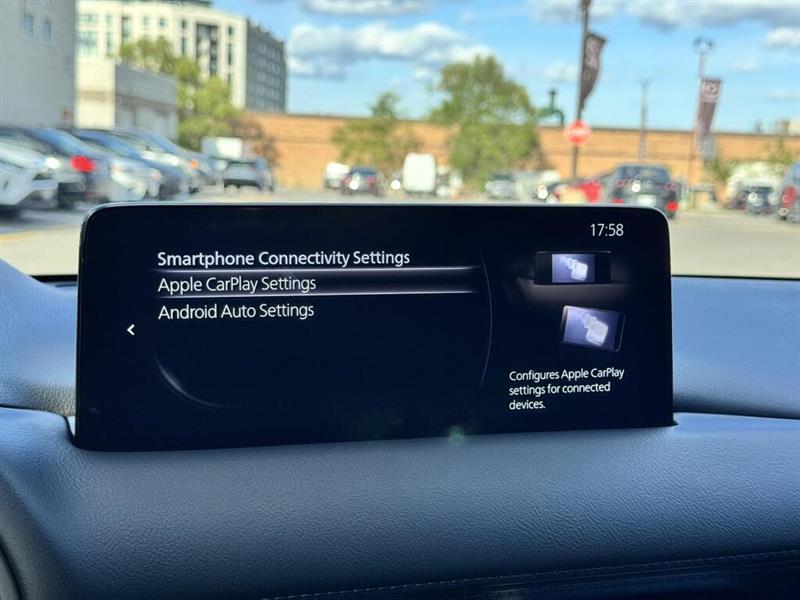 17:58
Smartphone Connectivity Settings
Apple CarPlay Settings
Android Auto Settings
Configures Apple CarPlay
settings for connected
devices.